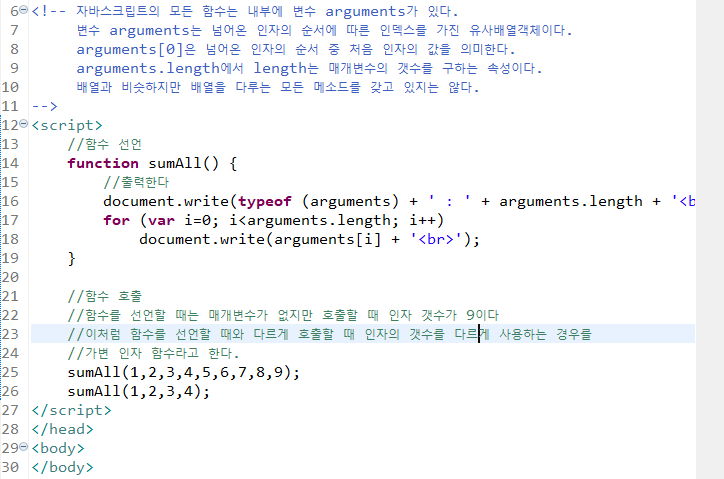 6 <!-- 자바스크립트의 모든 함수는 내부에 변수 arguments가 있다.
7 변수 arguments는 넘어온 인자의 순서에 따른 인덱스를 가진 유사배열객체이다.
8 arguments[0]은 넘어온 인자의 순서 중 처음 인자의 값을 의미한다.
9 arguments.length에서 length는 매개변수의 갯수를 구하는 속성이다.
10 배열과 비슷하지만 배열을 다루는 모든 메소드를 갖고 있지는 않다.
11 -->
12 <script>
13 //함수 선언
14 function sumAll() {
15 //출력한다
16 document.write(typeof (arguments) + ' : ' + arguments.length + '<b
17 for (var i=0; i<arguments.length; i++)
18 document.write(arguments[i] + '<br>');
19 }
20
21 //함수 호출
22 //함수를 선언할 때는 매개변수가 없지만 호출할 때 인자 갯수가 9이다
23 //이처럼 함수를 선언할 때와 다르게 호출할 때 인자의 갯수를 다르게 사용하는 경우를
24 //가변 인자 함수라고 한다.
25 sumAll(1,2,3,4,5,6,7,8,9);
26 sumAll(1,2,3,4);
27 </script>
28 </head>
29 <body>
30 </body>